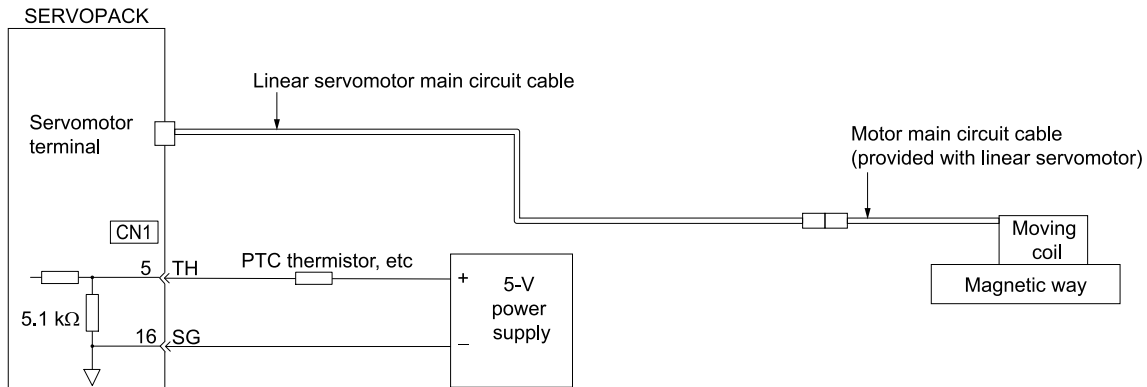 SERVOPACK
Linear servomotor main circuit cable
Servomotor
terminal
Motor main circuit cable
(provided with linear servomotor)
CN1
Moving
coil
Magnetic way
5 TH
PTC thermistor, etc
+
5-V
power
supply
5.1 kΩ
16 SG
–